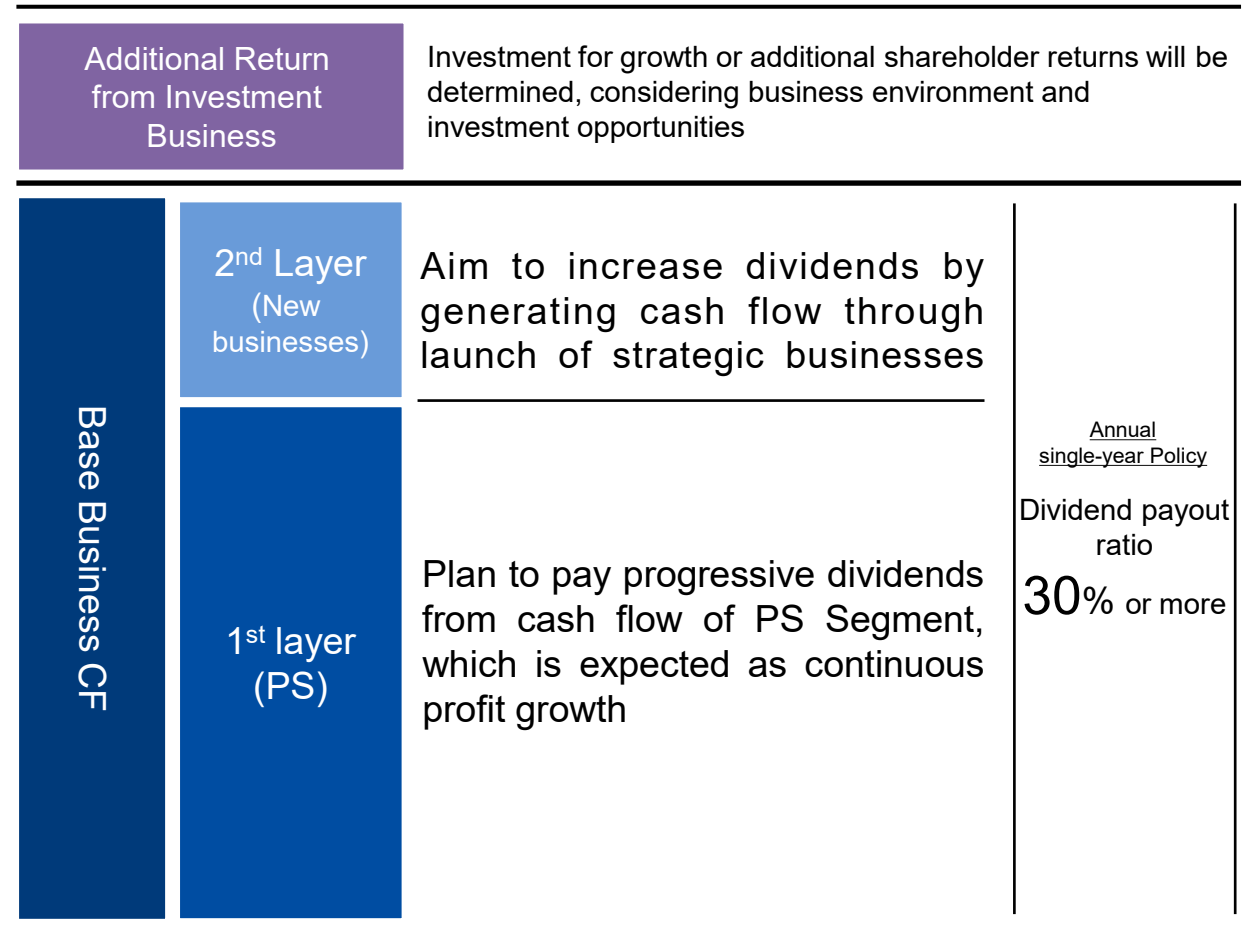 Additional Return
from Investment
Business
Investment for growth or additional shareholder returns will be
determined, considering business environment and
investment opportunities
Base Business CF
2nd Layer
(New
businesses)
Aim to increase dividends by
generating cash flow through
launch of strategic businesses
1st layer
(PS)
Plan to pay progressive dividends
from cash flow of PS Segment,
which is expected as continuous
profit growth
Annual
single-year Policy
Dividend payout
ratio
30% or more